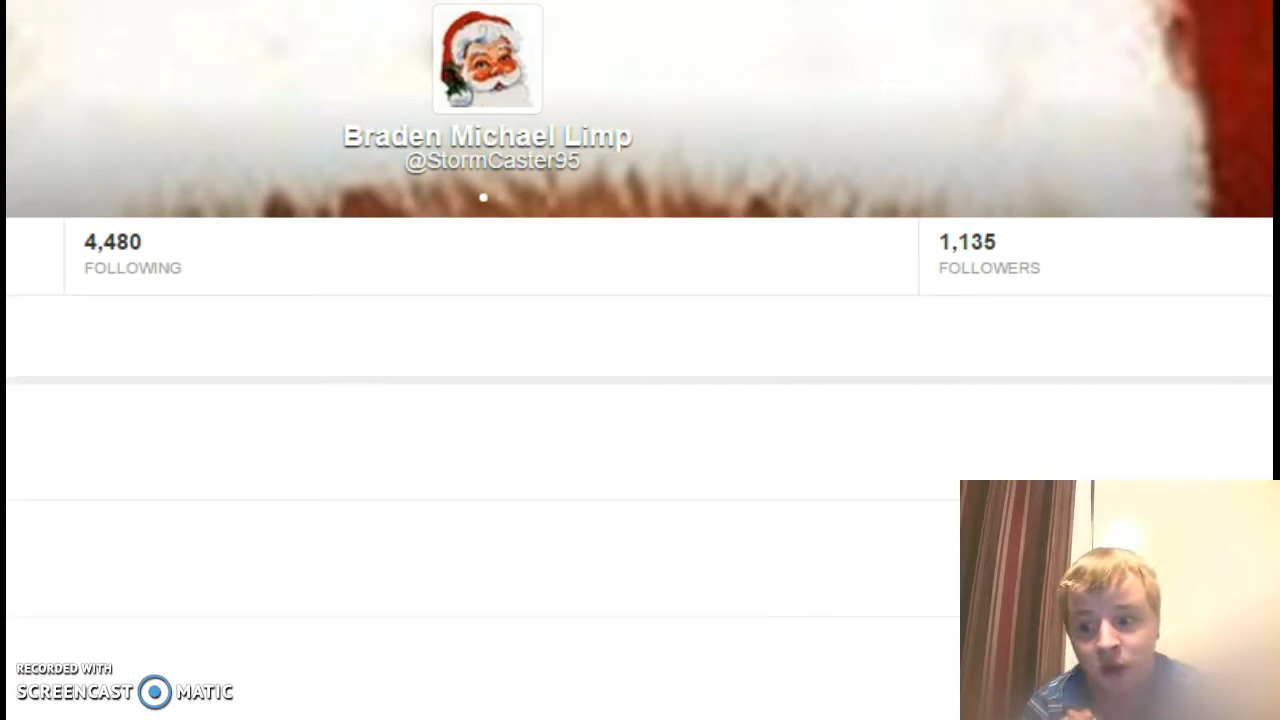 Braden Michael Limp
@StormCaster95
4,480
FOLLOWING
1,135
FOLLOWERS
RECORDED WITH
SCREENCAST MATIC